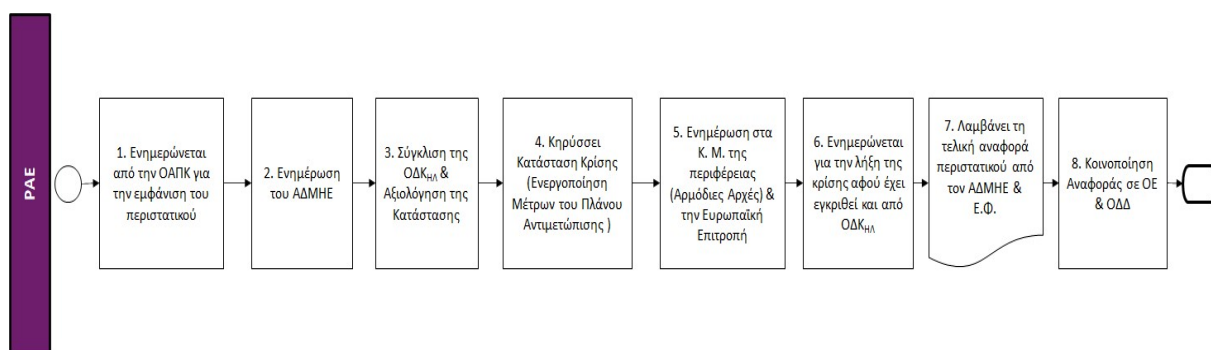 ΡΑΕ
1. Ενημερώνεται
από την ΟΑΠΚ για
την εμφάνιση του
περιστατικού
2. Ενημέρωση
του ΑΔΜΗΕ
3. Σύγκλιση της
ΟΔΚΗΛ &
Αξιολόγηση της
Κατάστασης
4. Κηρύσσει
Κατάσταση Κρίσης
(Ενεργοποίηση
Μέτρων του Πλάνου
Αντιμετώπισης )
5. Ενημέρωση στα
Κ. Μ. της
περιφέρειας
(Αρμόδιες Αρχές) &
την Ευρωπαϊκή
Επιτροπή
6. Ενημερώνεται
για την λήξη της
κρίσης αφού έχει
εγκριθεί και από
ΟΔΚΗΛ
7. Λαμβάνει τη
τελική αναφορά
περιστατικού από
τον ΑΔΜΗΕ &
Ε.Φ.
8. Κοινοποίηση
Αναφοράς σε ΟΕ
& ΟΔΔ